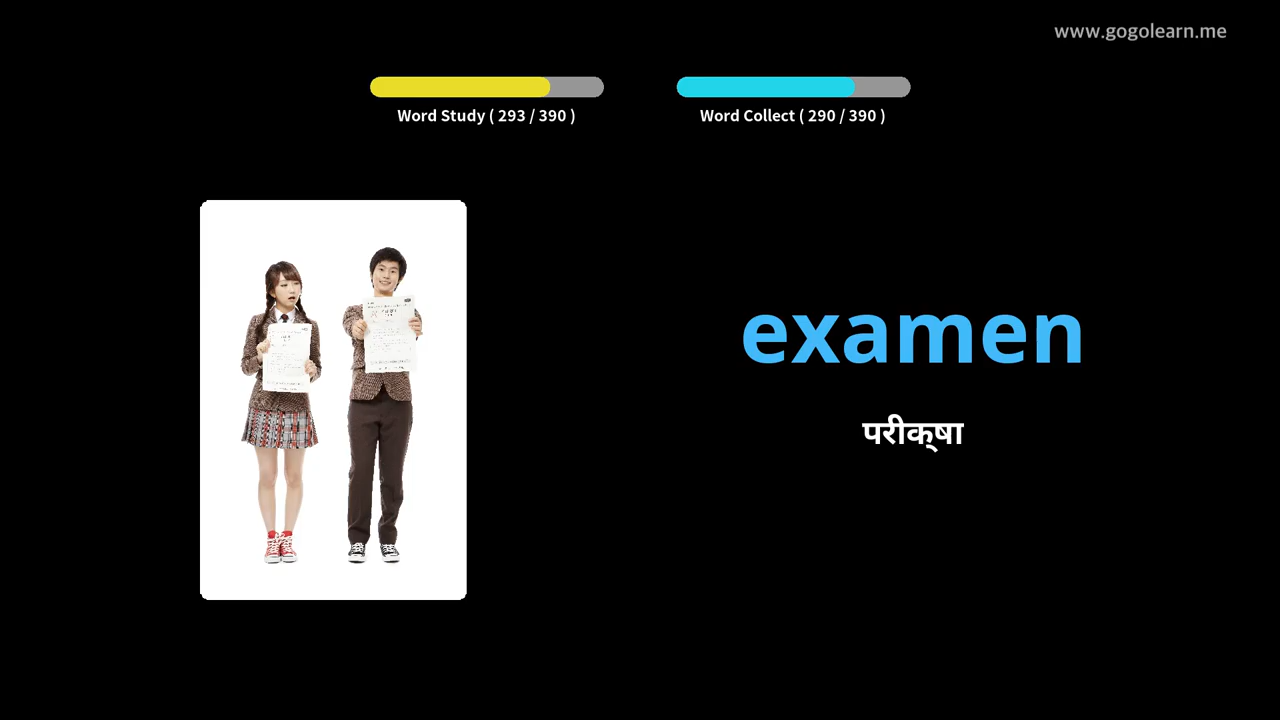 www.gogolearn.me
Word Study ( 293 / 390 )
Word Collect ( 290 / 390 )
examen
परीक्‌षा